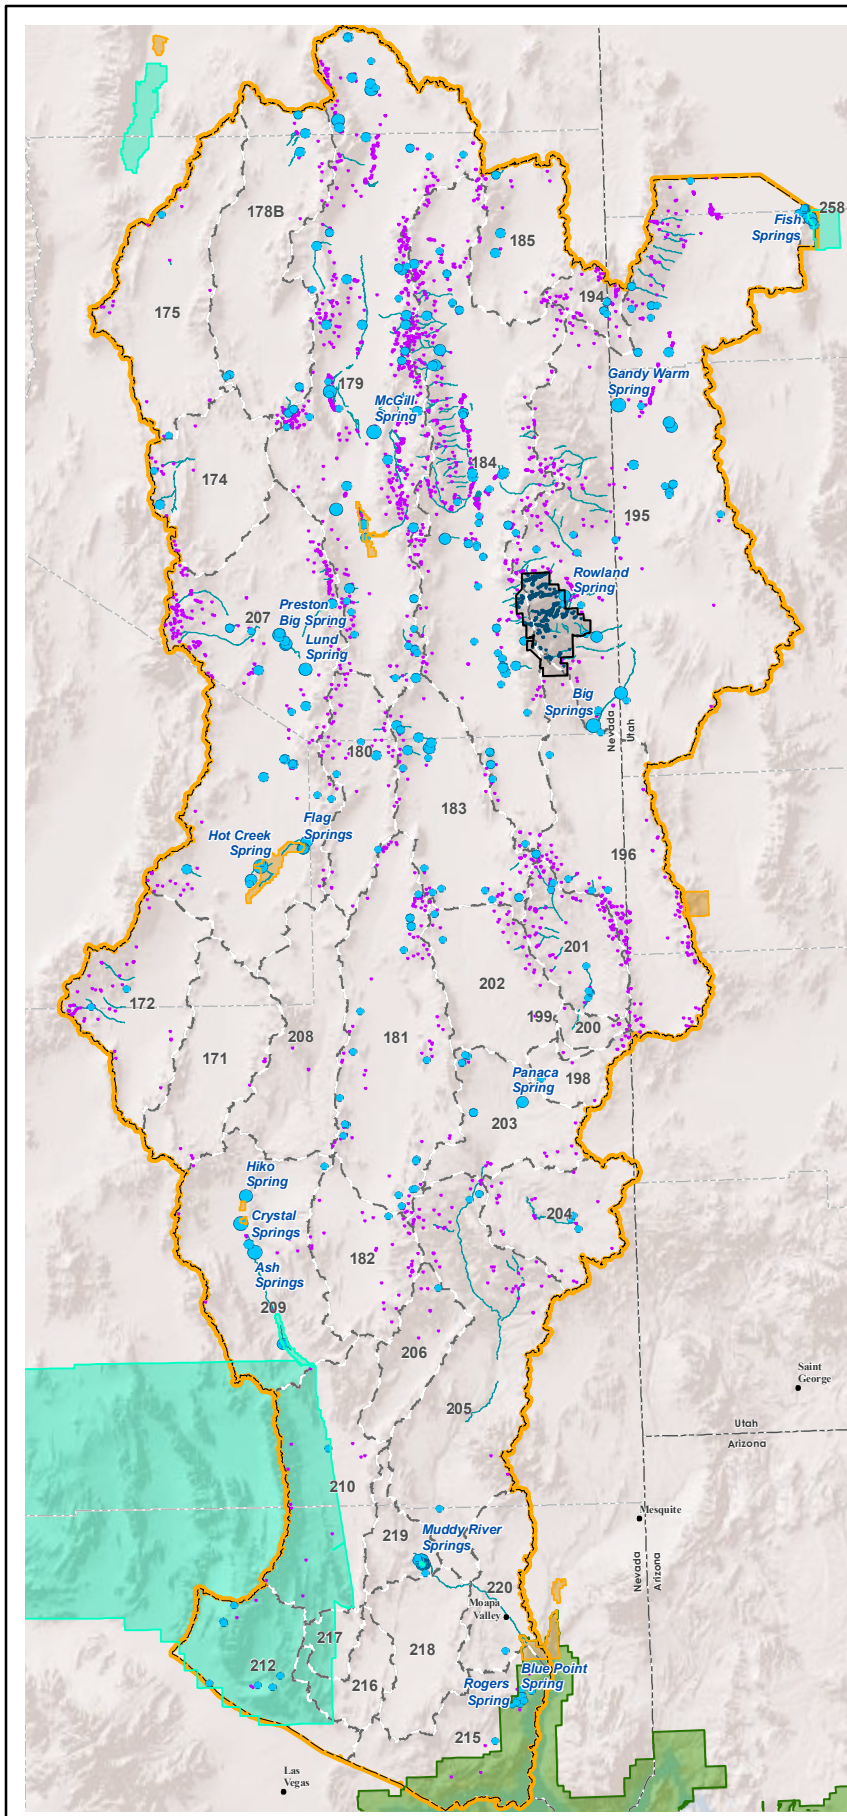 258
Fish
Springs
178B
185
194
175
Gandy Warm
Spring
179
McGill
Spring
184
174
195
Rowland
Spring
Preston
Big Spring
207
Lund
Spring
Big
Springs
Nevada
Utah
180
183
Flag
Springs
Hot Creek
Spring
196
201
202
172
199
200
208
181
171
Panaca
Spring
198
203
Hiko
Spring
204
Crystal
Springs
182
Ash
Springs
209
206
Saint
George
205
Utah
Arizona
210
Mesquite
219
Muddy River
Springs
Nevada
Arizona
220
Moapa
Valley
217
218
212
216
Blue Point
Spring
Rogers
Spring
215
Las
Vegas